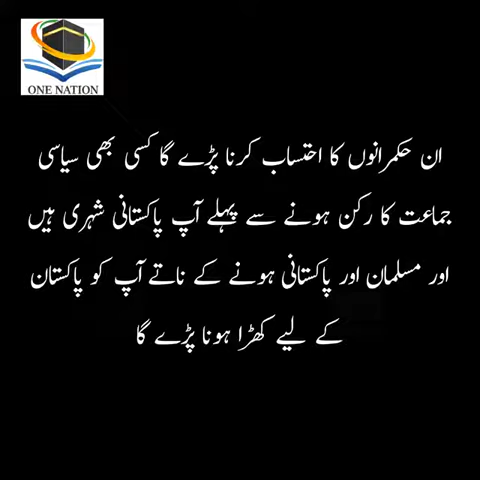 ONE NATION
ان حکمرانوں کا احتساب کرنا پڑے گا کسی بھی سیاسی
جماعت کا رکن ہونے سے پہلے آپ پاکستانی شہری ہیں
اور مسلمان اور پاکستانی ہونے کے ناتے آپ کو پاکستان
کے لیے کھڑا ہونا پڑے گا